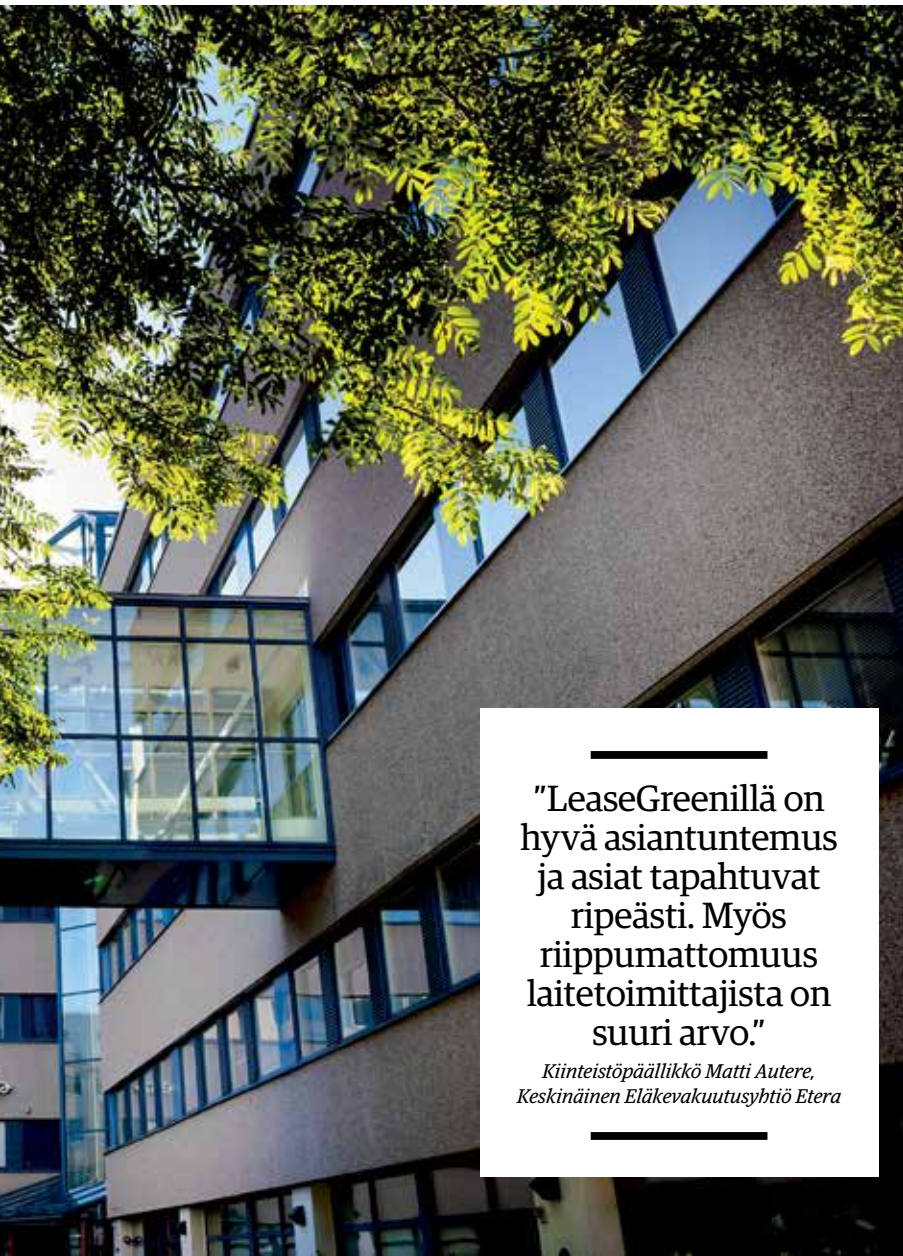 "LeaseGreenillä on
hyvä asiantuntemus
ja asiat tapahtuvat
ripeästi. Myös
riippumattomuus
laitetoimittajista on
suuri arvo."
Kiinteistöpäällikkö Matti Autere,
Keskinäinen Eläkevakuutusyhtiö Etera